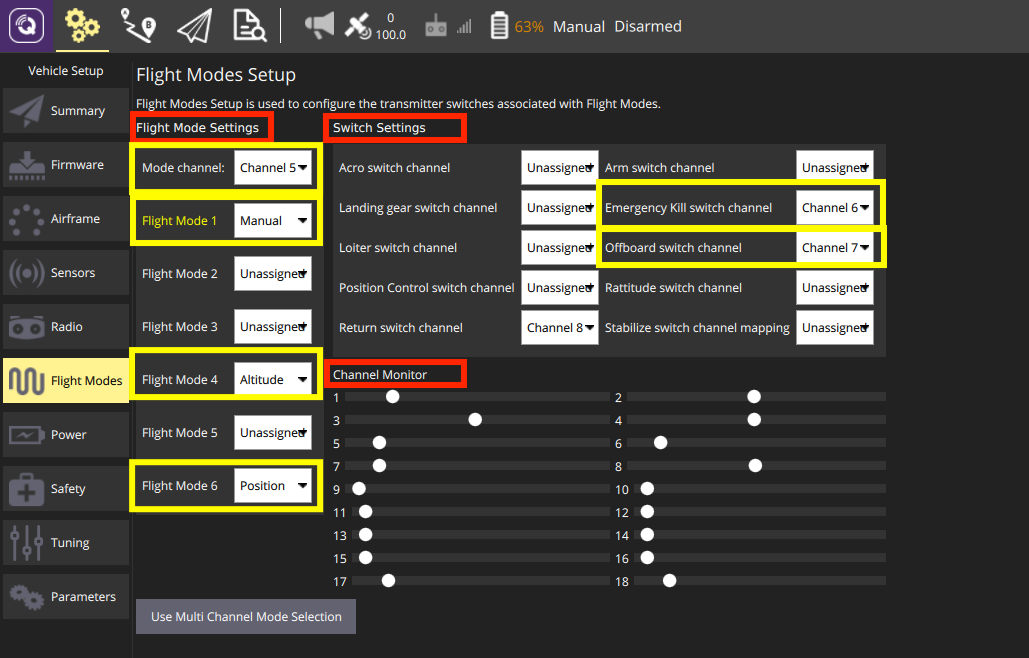 0
100.0
63% Manual Disarmed
B
Vehicle Setup
Summary
Firmware
Airframe
Sensors
Radio
Flight Modes
Power
Safety
Tuning
Parameters
Flight Modes Setup
Flight Modes Setup is used to configure the transmitter switches associated with Flight Modes.
Flight Mode Settings
Mode channel: Channel 5
Flight Mode 1 Manual
Flight Mode 2 Unassigned
Flight Mode 3 Unassigned
Flight Mode 4 Altitude
Flight Mode 5 Unassigned
Flight Mode 6 Position
Switch Settings
Acro switch channel Unassigned Arm switch channel Unassigned
Landing gear switch channel Unassigned Emergency Kill switch channel Channel 6
Loiter switch channel Unassigned Offboard switch channel Channel 7
Position Control switch channel Unassigned Rattitude switch channel Unassigned
Return switch channel Channel 8 Stabilize switch channel mapping Unassigned
Channel Monitor
1 2
3 4
5 6
7 8
9 10
11 12
13 14
15 16
17 18
Use Multi Channel Mode Selection